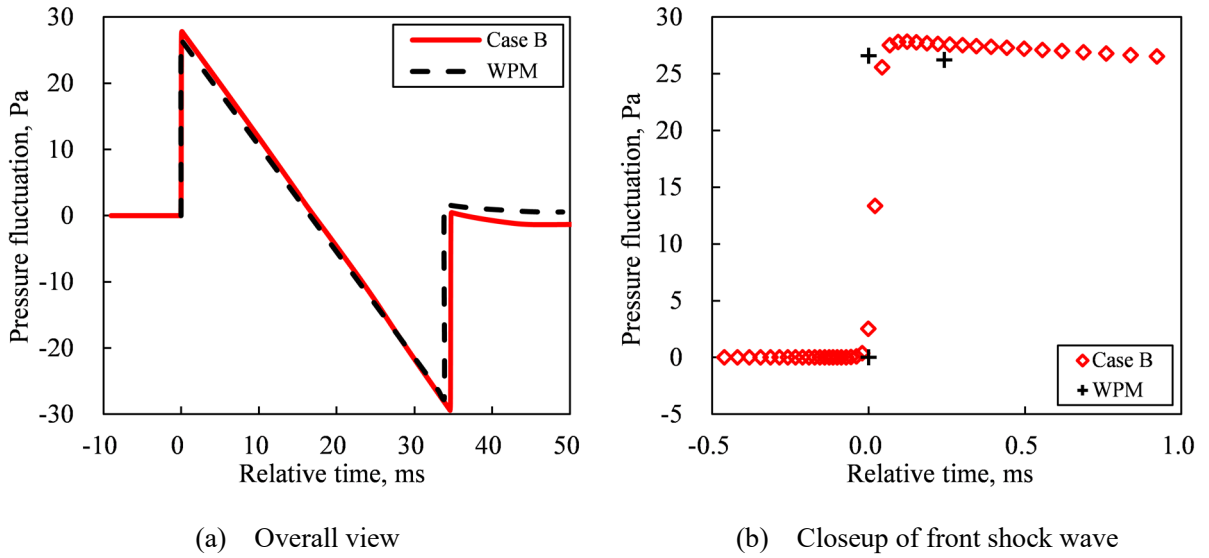 30
20
10
0
-10
-20
-30
-10
0
10
20
30
40
50
Pressure fluctuation, Pa
Relative time, ms
Case B
WPM
(a) Overall view
30
25
20
15
10
5
0
-5
-0.5
0.0
0.5
1.0
Pressure fluctuation, Pa
Relative time, ms
Case B
WPM
(b) Closeup of front shock wave